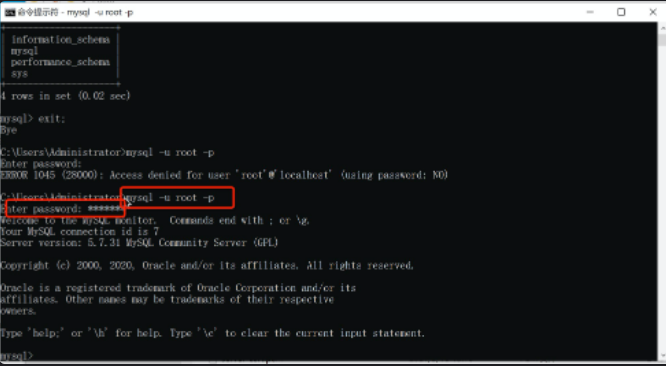 命令提示符 - mysql -u root -p
information_schema
mysql
performance_schema
sys
4 rows in set (0.02 sec)
mysql> exit;
Bye
C:\Users\Administrator>mysql -u root -p
Enter password:
ERROR 1045 (28000): Access denied for user 'root'@'localhost' (using password: NO)
C:\Users\Administrator>mysql -u root -p
Enter password: ******
Welcome to the MySQL monitor.  Commands end with ; or \g.
Your MySQL connection id is 7
Server version: 5.7.31 MySQL Community Server (GPL)
Copyright (c) 2000, 2020, Oracle and/or its affiliates. All rights reserved.
Oracle is a registered trademark of Oracle Corporation and/or its
affiliates. Other names may be trademarks of their respective
owners.
Type 'help;' or '\h' for help. Type '\c' to clear the current input statement.
mysql>